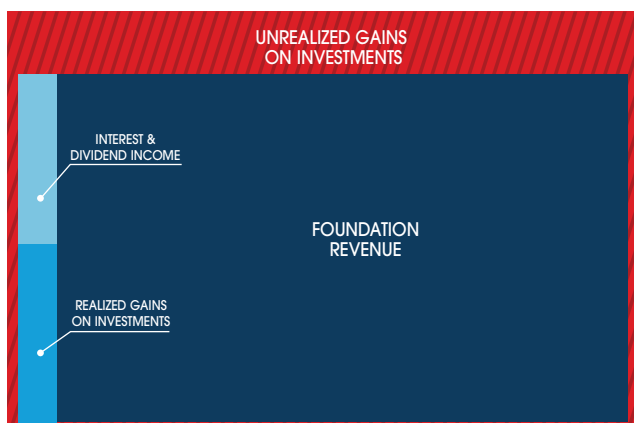 UNREALIZED GAINS
ON INVESTMENTS
INTEREST &
DIVIDEND INCOME
FOUNDATION
REVENUE
REALIZED GAINS
ON INVESTMENTS